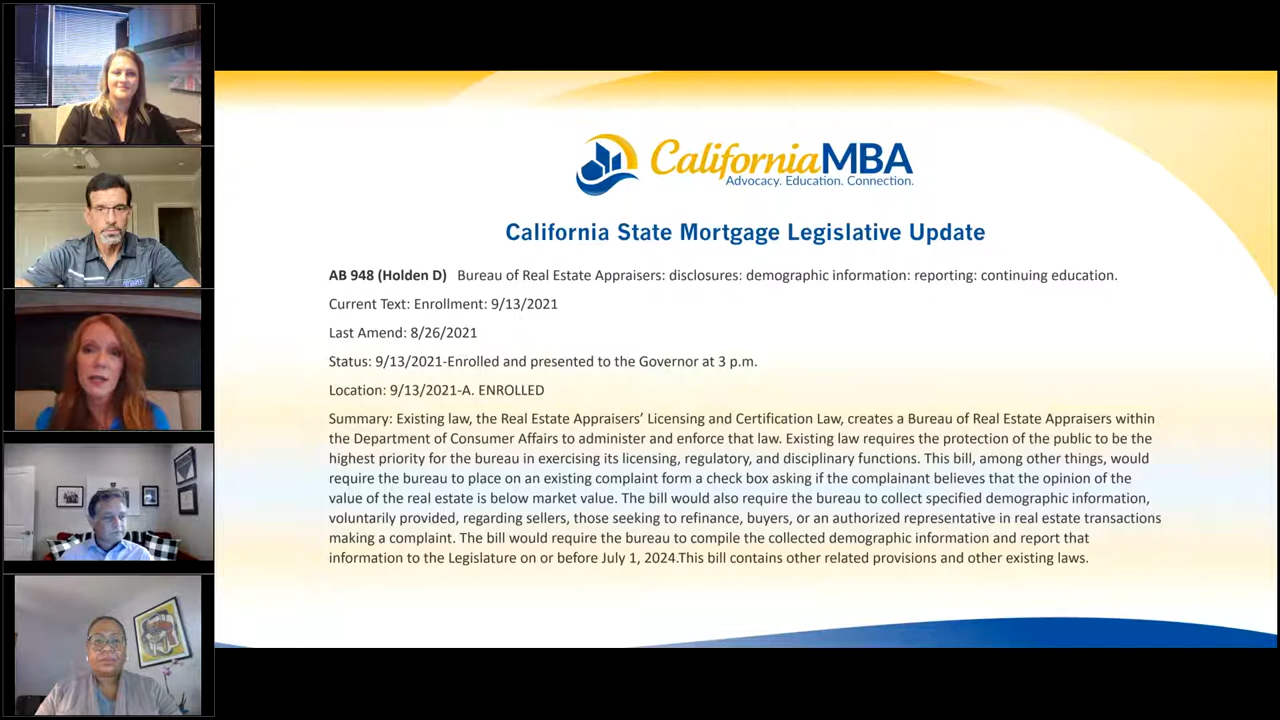 CaliforniaMBA
Advocacy. Education. Connection.
California State Mortgage Legislative Update
AB 948 (Holden D) Bureau of Real Estate Appraisers: disclosures: demographic information: reporting: continuing education.
Current Text: Enrollment: 9/13/2021
Last Amend: 8/26/2021
Status: 9/13/2021-Enrolled and presented to the Governor at 3 p.m.
Location: 9/13/2021-A. ENROLLED
Summary: Existing law, the Real Estate Appraisers' Licensing and Certification Law, creates a Bureau of Real Estate Appraisers within
the Department of Consumer Affairs to administer and enforce that law. Existing law requires the protection of the public to be the
highest priority for the bureau in exercising its licensing, regulatory, and disciplinary functions. This bill, among other things, would
require the bureau to place on an existing complaint form a check box asking if the complainant believes that the opinion of the
value of the real estate is below market value. The bill would also require the bureau to collect specified demographic information,
voluntarily provided, regarding sellers, those seeking to refinance, buyers, or an authorized representative in real estate transactions
making a complaint. The bill would require the bureau to compile the collected demographic information and report that
information to the Legislature on or before July 1, 2024.This bill contains other related provisions and other existing laws.